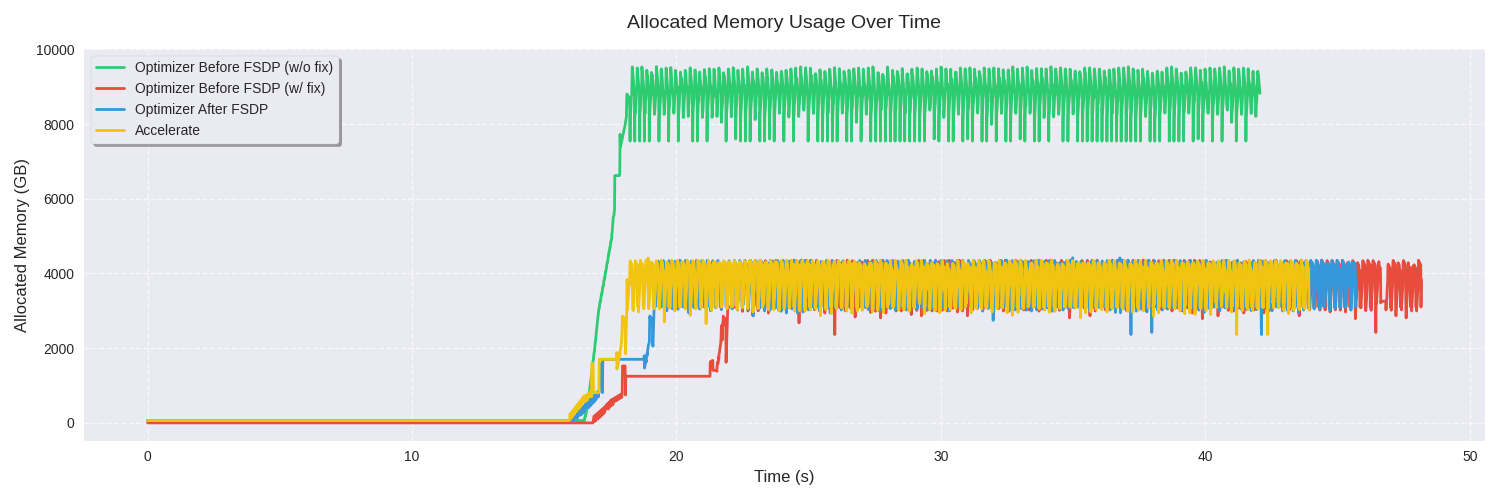 Allocated Memory Usage Over Time
Allocated Memory (GB)
10000
8000
6000
4000
2000
0
Optimizer Before FSDP (w/o fix)
Optimizer Before FSDP (w/ fix)
Optimizer After FSDP
Accelerate
0 10 20 30 40 50
Time (s)